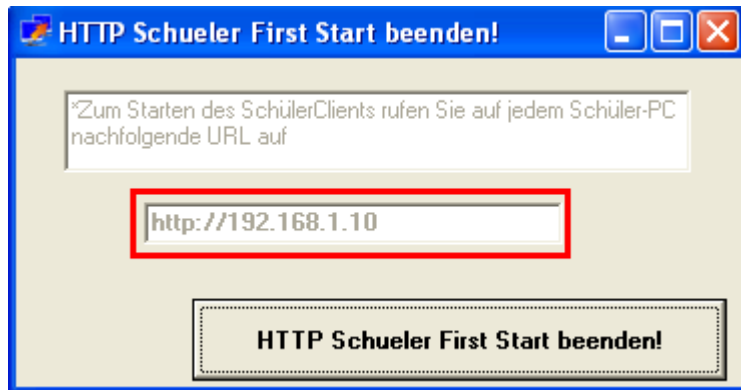 HTTP Schueler First Start beenden!
*Zum Starten des SchülerClients rufen Sie auf jedem Schüler-PC
nachfolgende URL auf
http://192.168.1.10
HTTP Schueler First Start beenden!